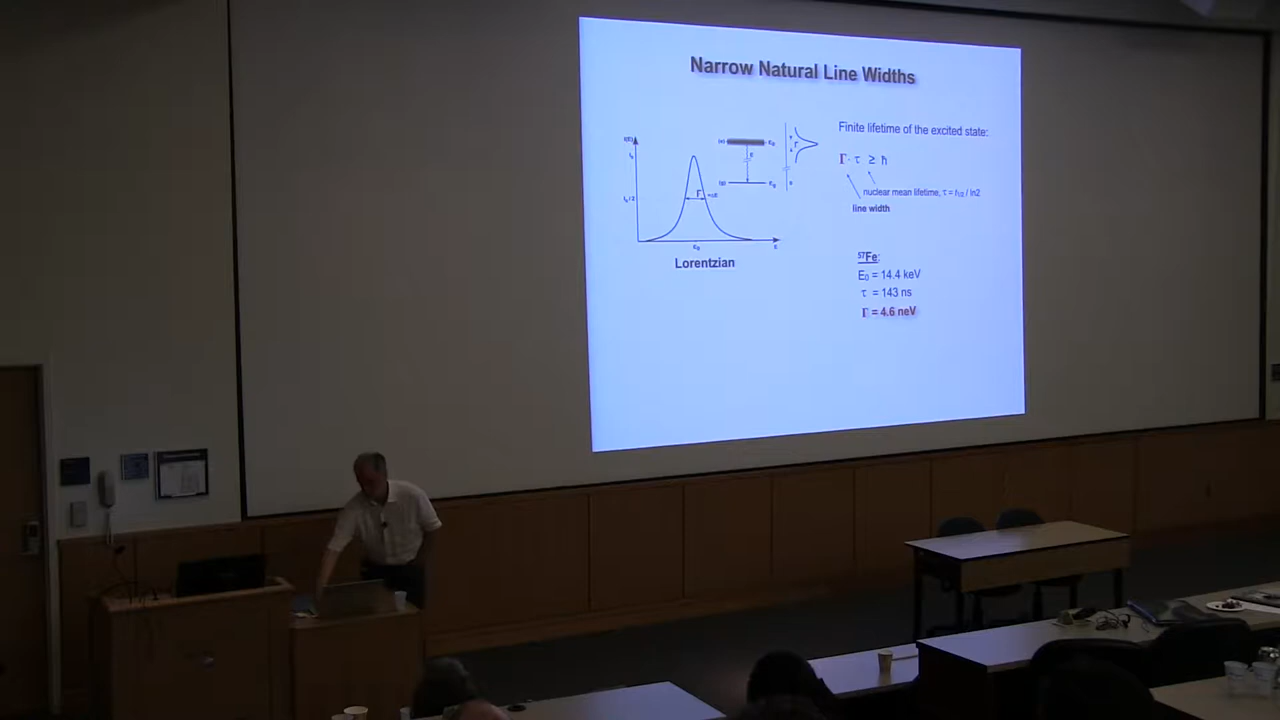 Narrow Natural Line Widths
Finite lifetime of the excited state:
Γ · τ ≥ ħ
nuclear mean lifetime, τ = t₁/₂ / ln2
line width
Γ
E₀
Lorentzian
⁵⁷Fe:
E₀ = 14.4 keV
τ = 143 ns
Γ = 4.6 neV